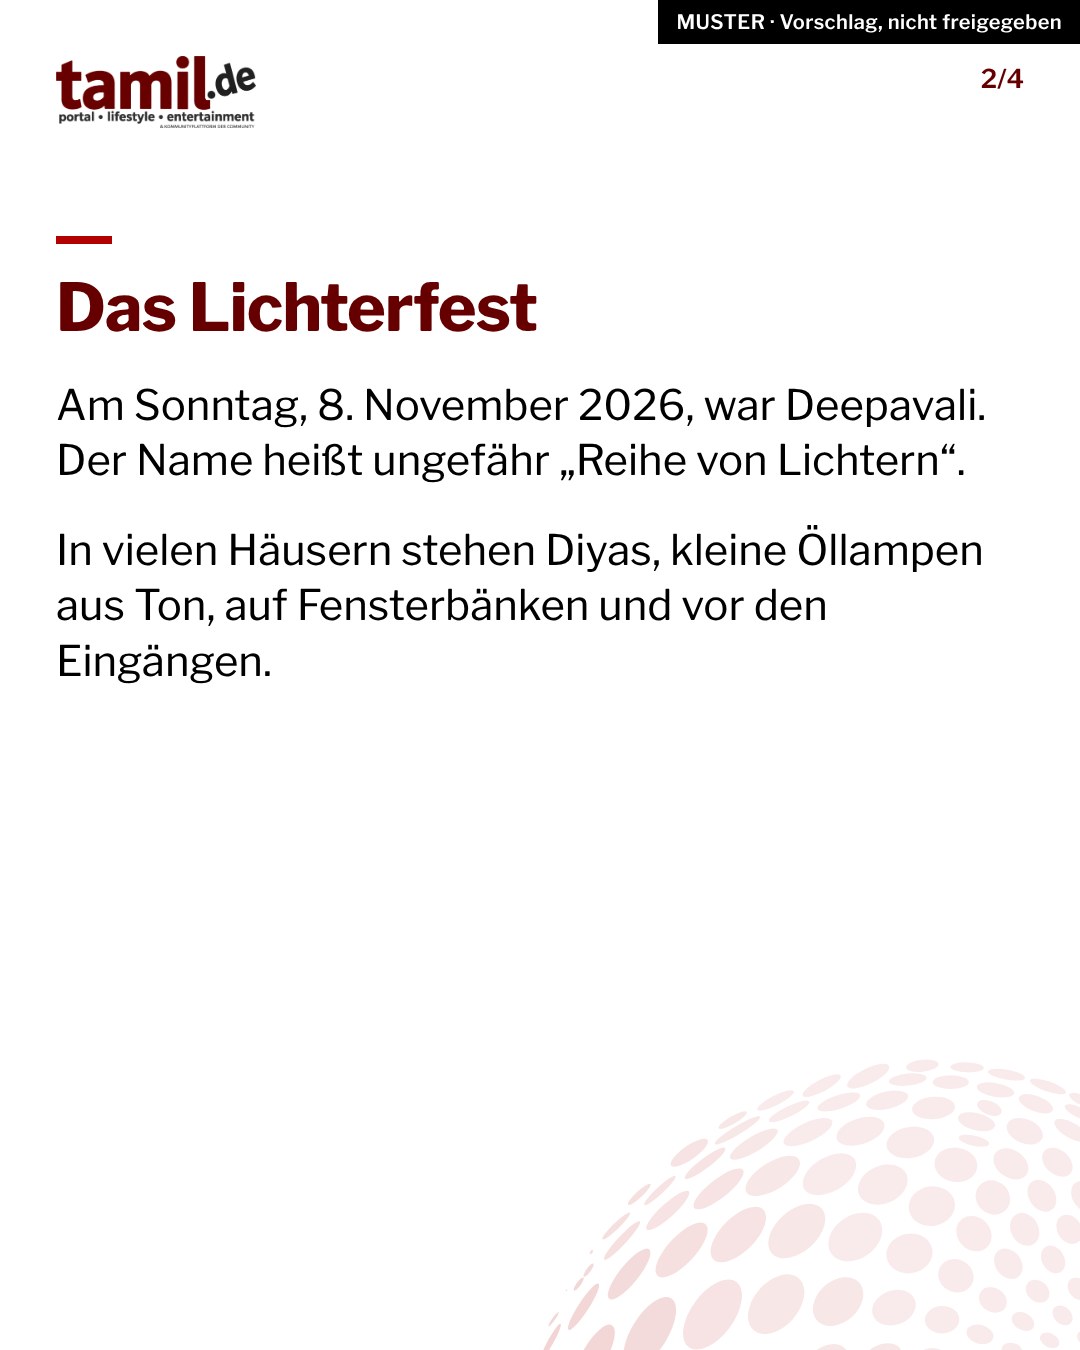 MUSTER · Vorschlag, nicht freigegeben
tamil.de
portal • lifestyle • entertainment
2/4
Das Lichterfest
Am Sonntag, 8. November 2026, war Deepavali.
Der Name heißt ungefähr „Reihe von Lichtern“.
In vielen Häusern stehen Diyas, kleine Öllampen
aus Ton, auf Fensterbänken und vor den
Eingängen.